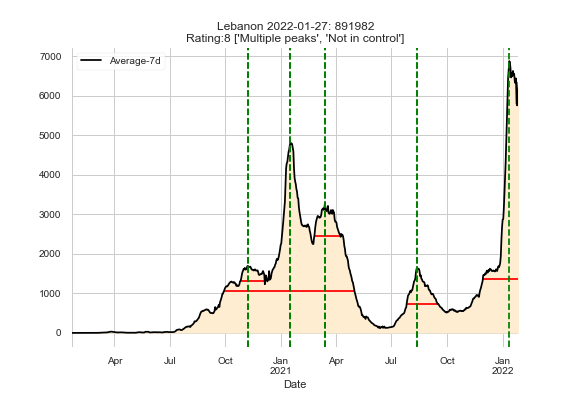 Lebanon 2022-01-27: 891982
Rating:8 ['Multiple peaks', 'Not in control']
Average-7d
7000
6000
5000
4000
3000
2000
1000
0
Apr Jul Oct Jan Apr Jul Oct Jan
2021 2022
Date